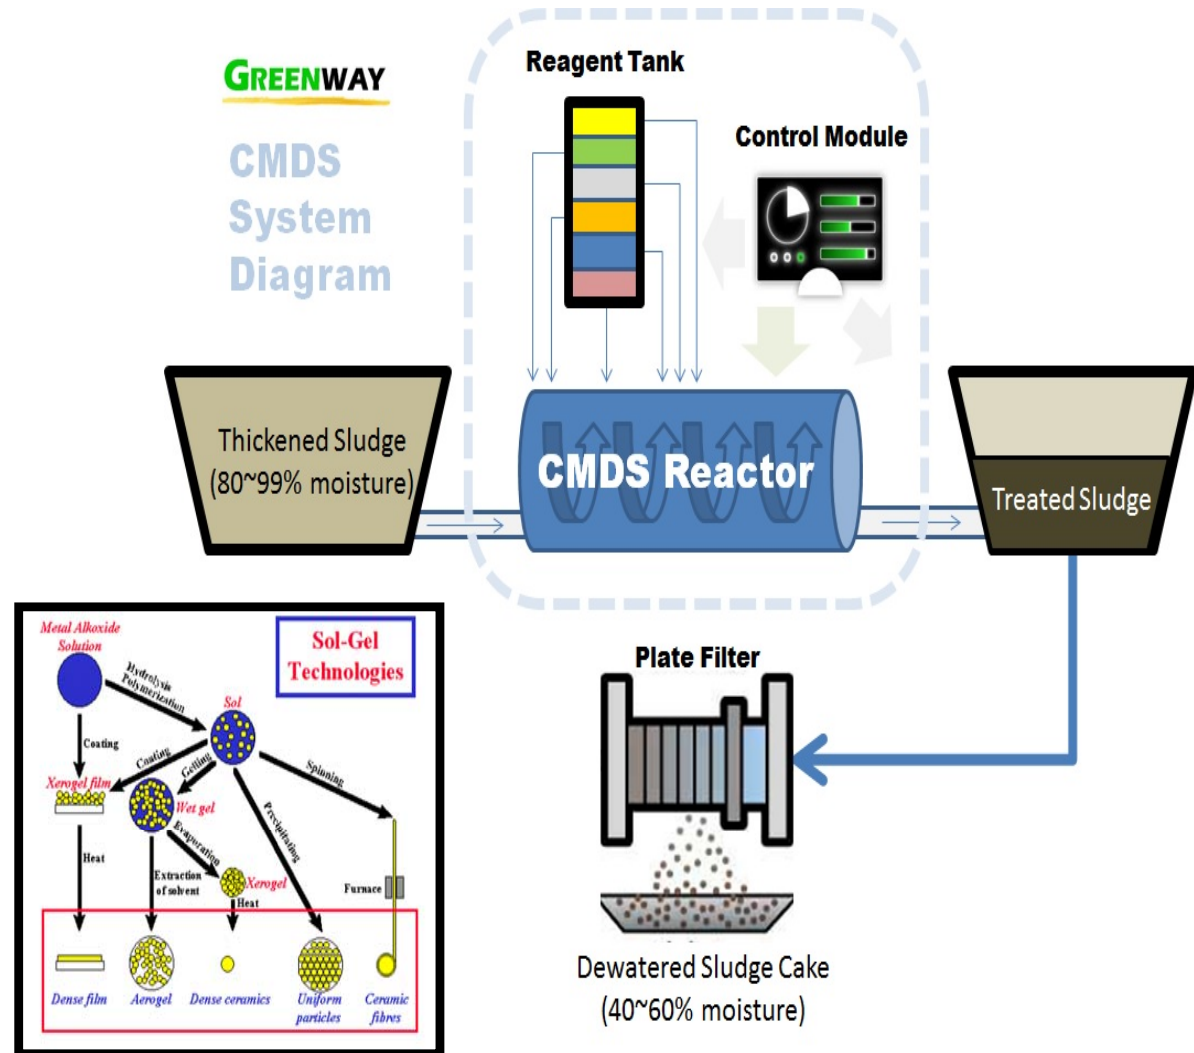 GREENWAY
CMDS
System
Diagram
Reagent Tank
Control Module
Thickened Sludge
(80~99% moisture)
CMDS Reactor
Treated Sludge
Plate Filter
Dewatered Sludge Cake
(40~60% moisture)
Sol-Gel
Technologies
Metal Alkoxide
Solution
Hydrolysis
Polymerization
Sol
Coating
Coating
Gelling
Spinning
Xerogel film
Wet gel
Precipitating
Evaporation
Heat
Extraction
of solvent
Xerogel
Heat
Furnace
Dense film
Aerogel
Dense ceramics
Uniform
particles
Ceramic
fibres